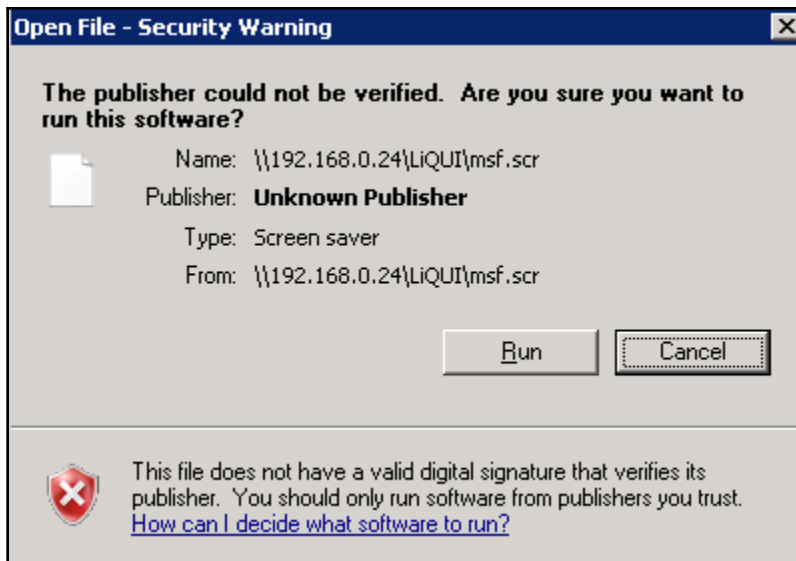 Open File - Security Warning
The publisher could not be verified. Are you sure you want to
run this software?
Name: \\192.168.0.24\LiQUI\msf.scr
Publisher: Unknown Publisher
Type: Screen saver
From: \\192.168.0.24\LiQUI\msf.scr
Run Cancel
This file does not have a valid digital signature that verifies its
publisher. You should only run software from publishers you trust.
How can I decide what software to run?